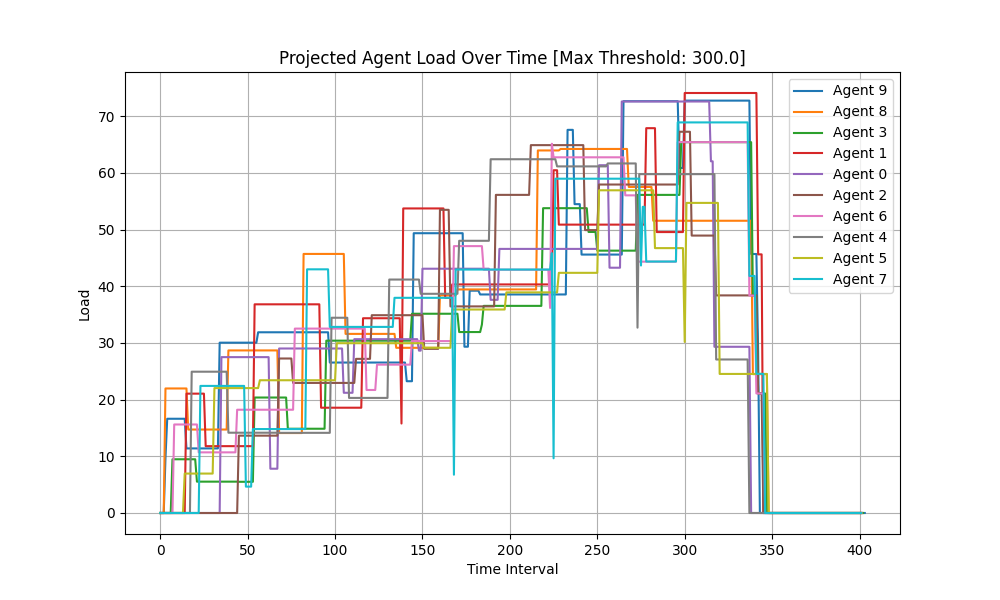 Projected Agent Load Over Time [Max Threshold: 300.0]
Load
70
60
50
40
30
20
10
0
0 50 100 150 200 250 300 350 400
Time Interval
Agent 9
Agent 8
Agent 3
Agent 1
Agent 0
Agent 2
Agent 6
Agent 4
Agent 5
Agent 7